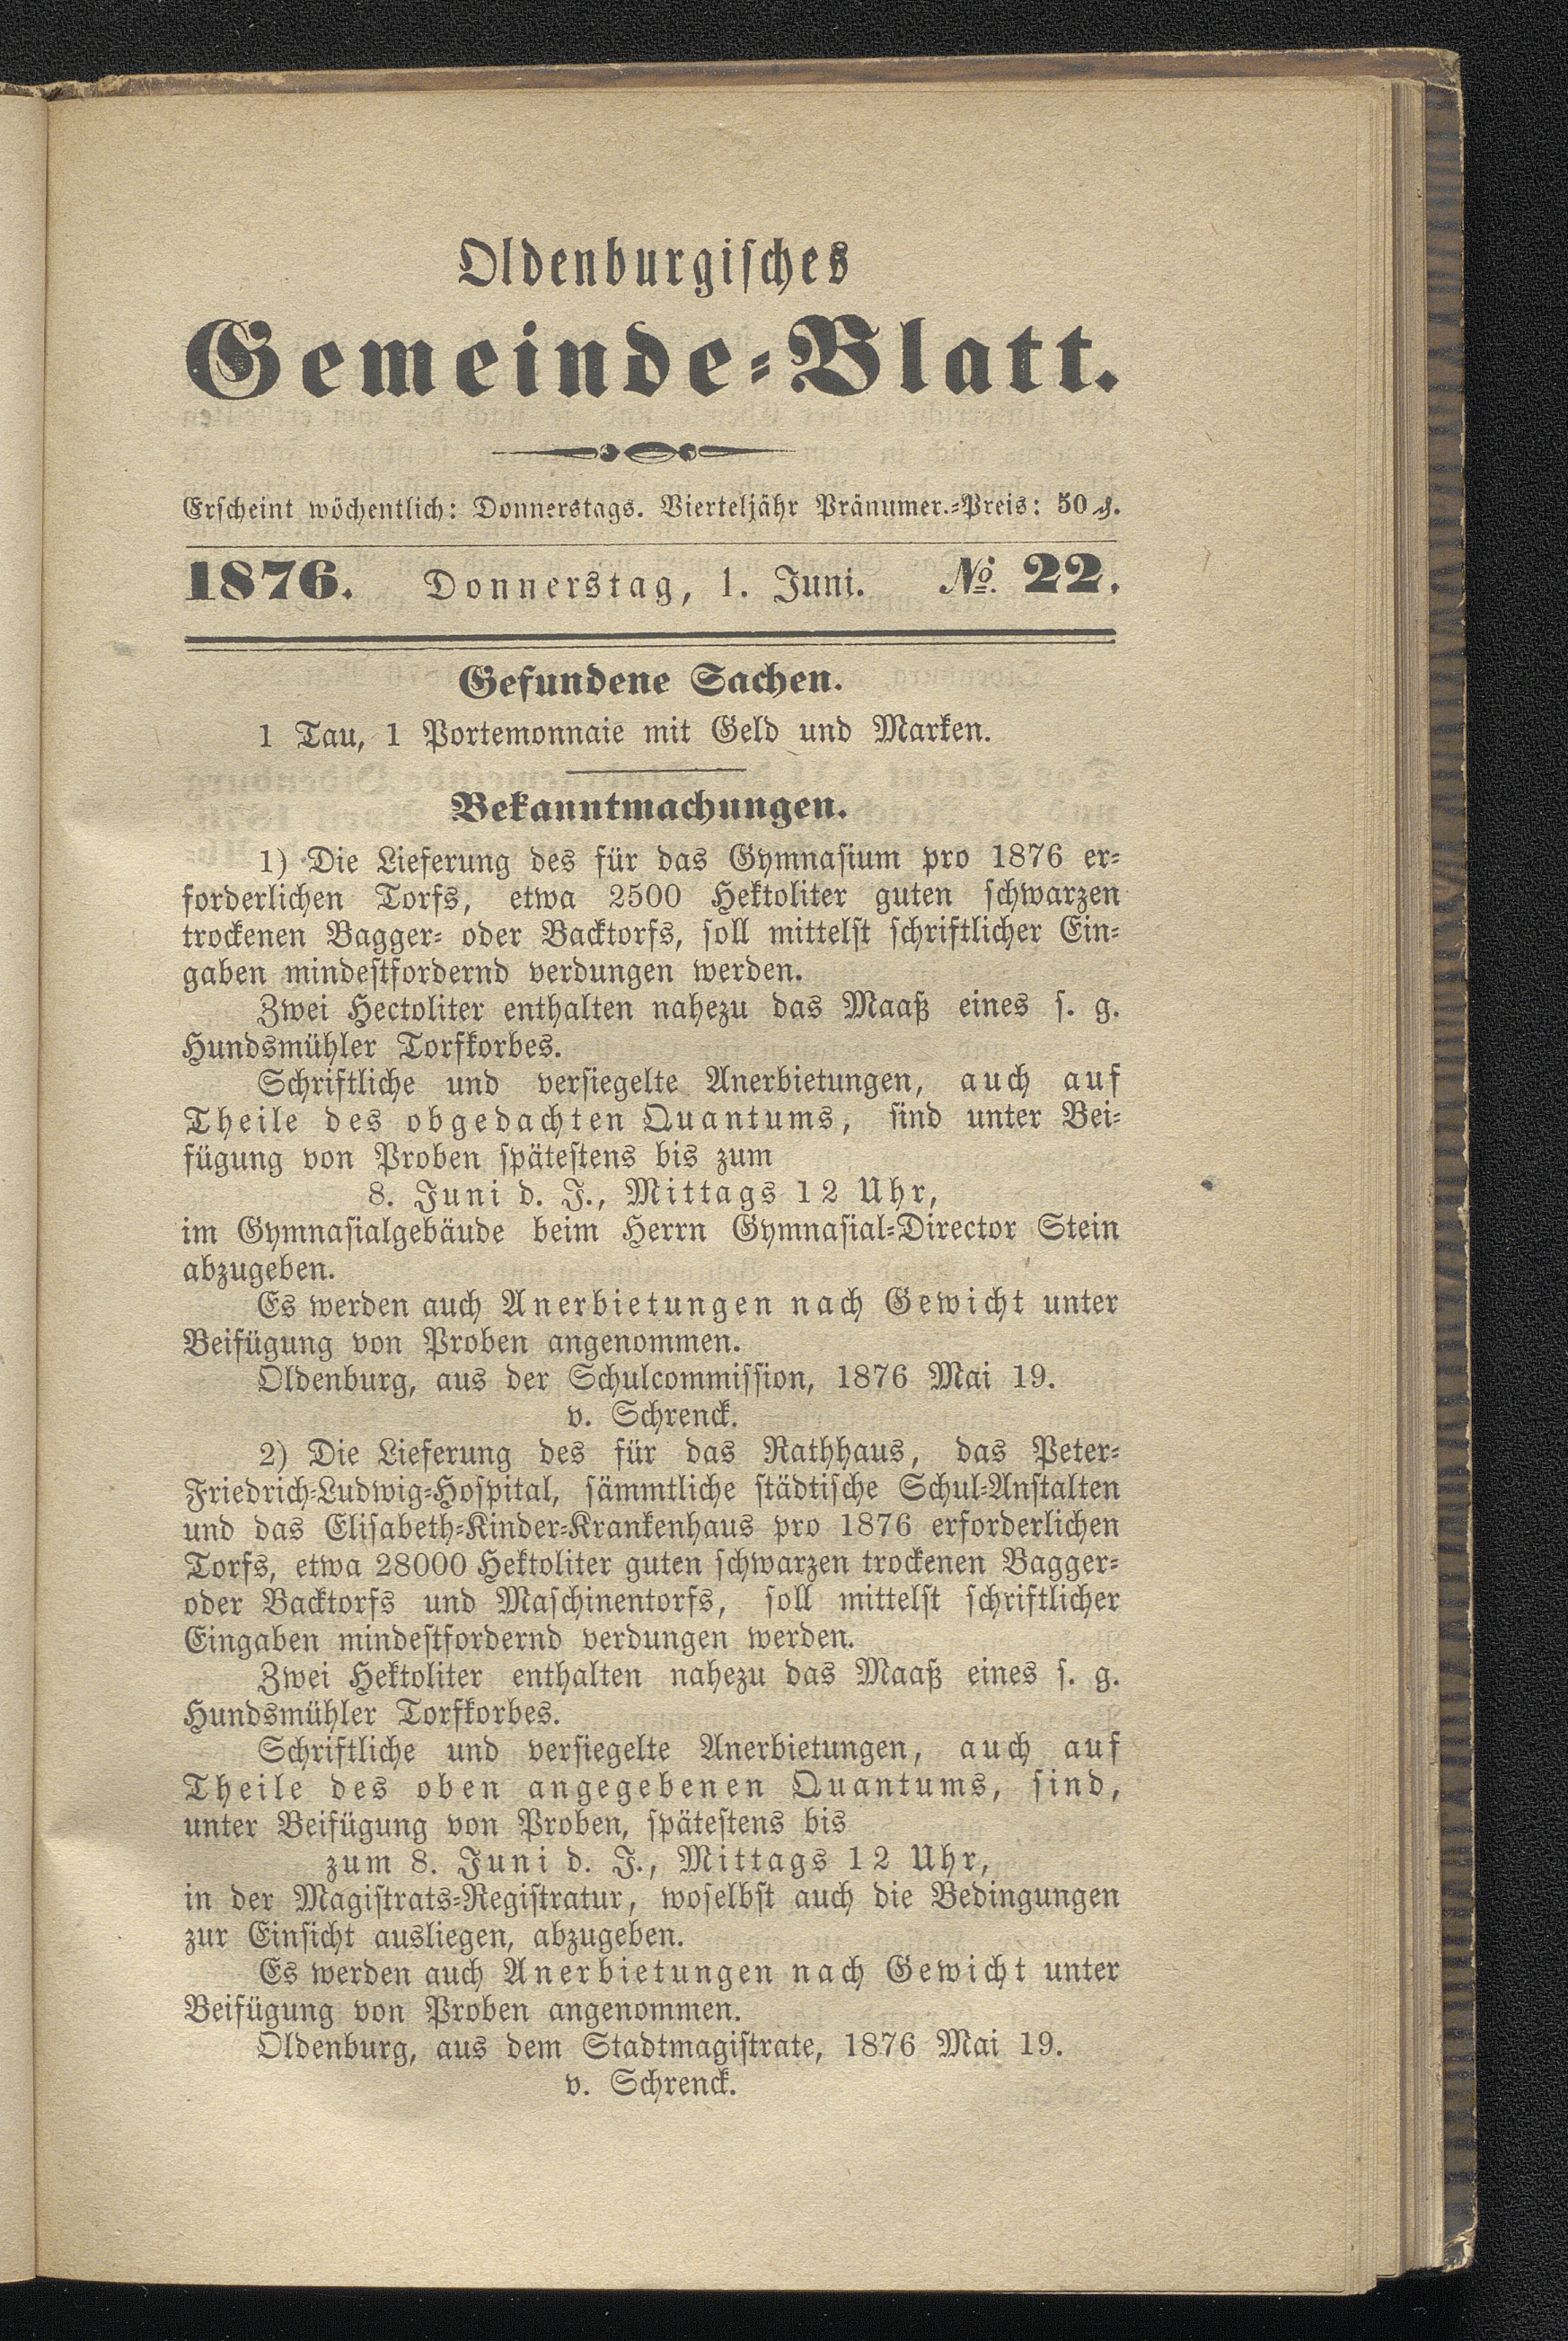 Oldenburgisches
Gemeinde-Blatt.
Erscheint wöchentlich: Donnerstags. Vierteljähr Pränumer.-Preis: 50 ₰.
1876. Donnerstag, 1. Juni. № 22.
Gefundene Sachen.
1 Tau, 1 Portemonnaie mit Geld und Marken.
Bekanntmachungen.
1) Die Lieferung des für das Gymnasium pro 1876 er-
forderlichen Torfs, etwa 2500 Hektoliter guten schwarzen
trockenen Bagger- oder Backtorfs, soll mittelst schriftlicher Ein-
gaben mindestfordernd verdungen werden.
Zwei Hectoliter enthalten nahezu das Maaß eines s. g.
Hundsmühler Torfkorbes.
Schriftliche und versiegelte Anerbietungen, auch auf
Theile des obgedachten Quantums, sind unter Bei-
fügung von Proben spätestens bis zum
8. Juni d. J., Mittags 12 Uhr,
im Gymnasialgebäude beim Herrn Gymnasial-Director Stein
abzugeben.
Es werden auch Anerbietungen nach Gewicht unter
Beifügung von Proben angenommen.
Oldenburg, aus der Schulcommission, 1876 Mai 19.
v. Schrenck.
2) Die Lieferung des für das Rathhaus, das Peter-
Friedrich-Ludwig-Hospital, sämmtliche städtische Schul-Anstalten
und das Elisabeth-Kinder-Krankenhaus pro 1876 erforderlichen
Torfs, etwa 28000 Hektoliter guten schwarzen trockenen Bagger-
oder Backtorfs und Maschinentorfs, soll mittelst schriftlicher
Eingaben mindestfordernd verdungen werden.
Zwei Hektoliter enthalten nahezu das Maaß eines s. g.
Hundsmühler Torfkorbes.
Schriftliche und versiegelte Anerbietungen, auch auf
Theile des oben angegebenen Quantums, sind,
unter Beifügung von Proben, spätestens bis
zum 8. Juni d. J., Mittags 12 Uhr,
in der Magistrats-Registratur, woselbst auch die Bedingungen
zur Einsicht ausliegen, abzugeben.
Es werden auch Anerbietungen nach Gewicht unter
Beifügung von Proben angenommen.
Oldenburg, aus dem Stadtmagistrate, 1876 Mai 19.
v. Schrenck.